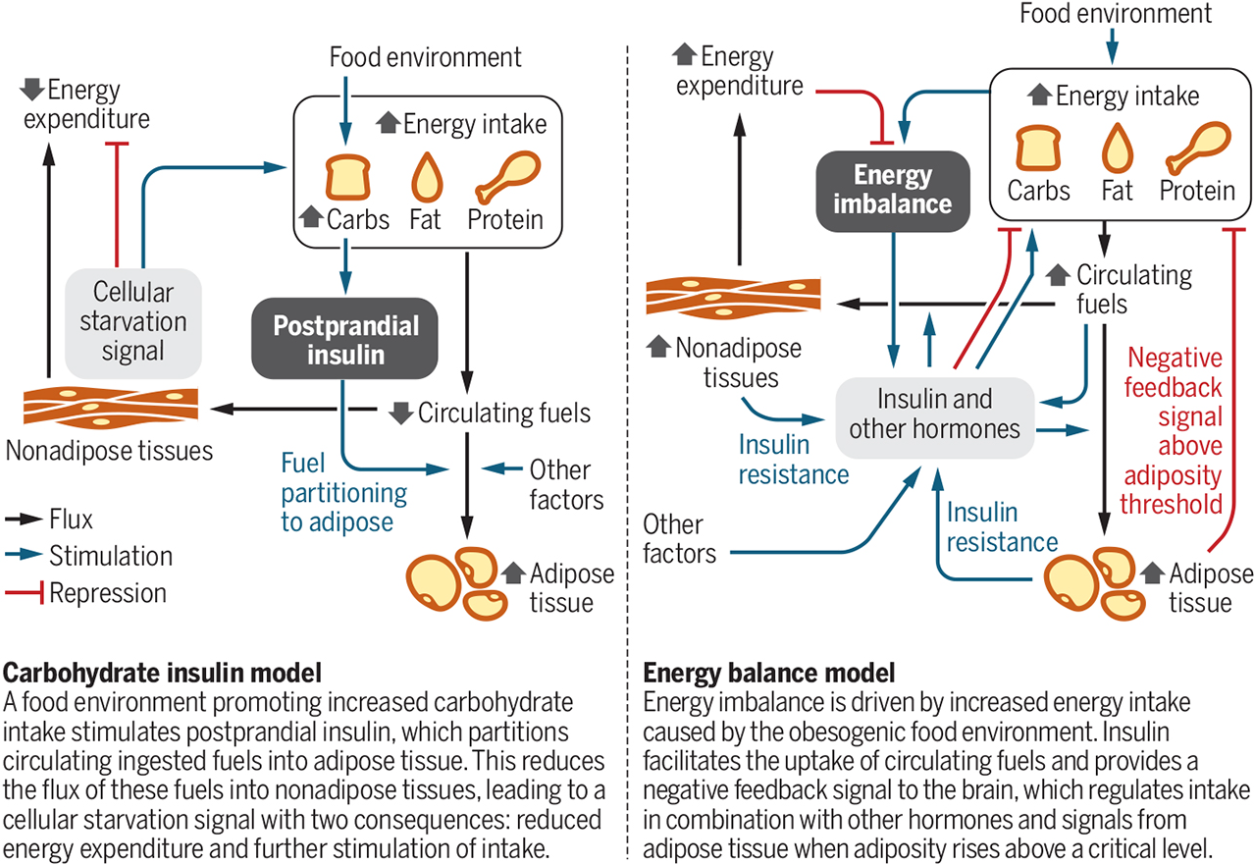 Food environment
Energy
expenditure
Energy intake
Carbs
Fat
Protein
Cellular
starvation
signal
Postprandial
insulin
Circulating fuels
Nonadipose tissues
Fuel
partitioning
to adipose
Other
factors
Flux
Stimulation
Repression
Adipose
tissue
Carbohydrate insulin model
A food environment promoting increased carbohydrate
intake stimulates postprandial insulin, which partitions
circulating ingested fuels into adipose tissue. This reduces
the flux of these fuels into nonadipose tissues, leading to a
cellular starvation signal with two consequences: reduced
energy expenditure and further stimulation of intake.
Food environment
Energy
expenditure
Energy intake
Carbs
Fat
Protein
Energy
imbalance
Circulating
fuels
Nonadipose
tissues
Insulin and
other hormones
Insulin
resistance
Negative
feedback
signal
above
adiposity
threshold
Other
factors
Insulin
resistance
Adipose
tissue
Energy balance model
Energy imbalance is driven by increased energy intake
caused by the obesogenic food environment. Insulin
facilitates the uptake of circulating fuels and provides a
negative feedback signal to the brain, which regulates intake
in combination with other hormones and signals from
adipose tissue when adiposity rises above a critical level.